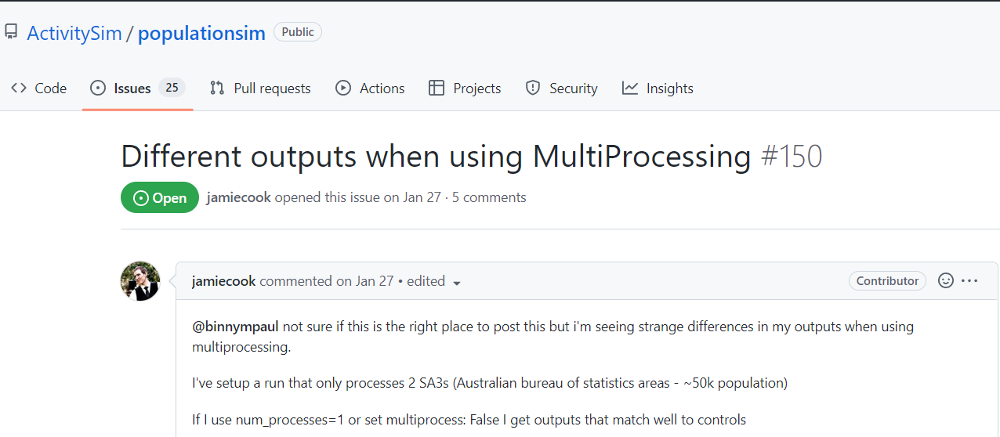 ActivitySim / populationsim Public
Code Issues 25 Pull requests Actions Projects Security Insights
Different outputs when using MultiProcessing #150
Open jamiecook opened this issue on Jan 27 · 5 comments
jamiecook commented on Jan 27 • edited Contributor
@binnympaul not sure if this is the right place to post this but i'm seeing strange differences in my outputs when using
multiprocessing.
I've setup a run that only processes 2 SA3s (Australian bureau of statistics areas - ~50k population)
If I use num_processes=1 or set multiprocess: False I get outputs that match well to controls